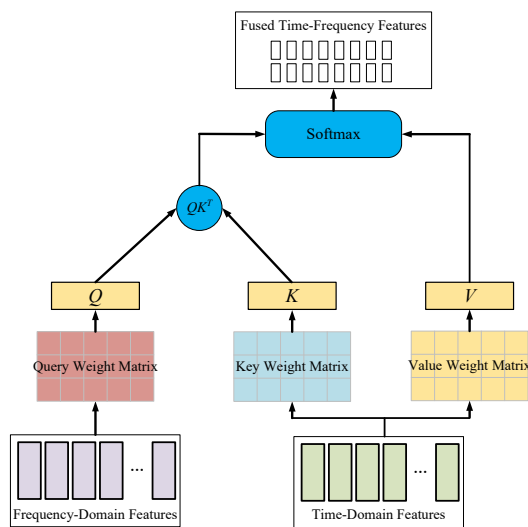 Fused Time-Frequency Features
Softmax
QK^T
Q
K
V
Query Weight Matrix
Key Weight Matrix
Value Weight Matrix
...
...
Frequency-Domain Features
Time-Domain Features